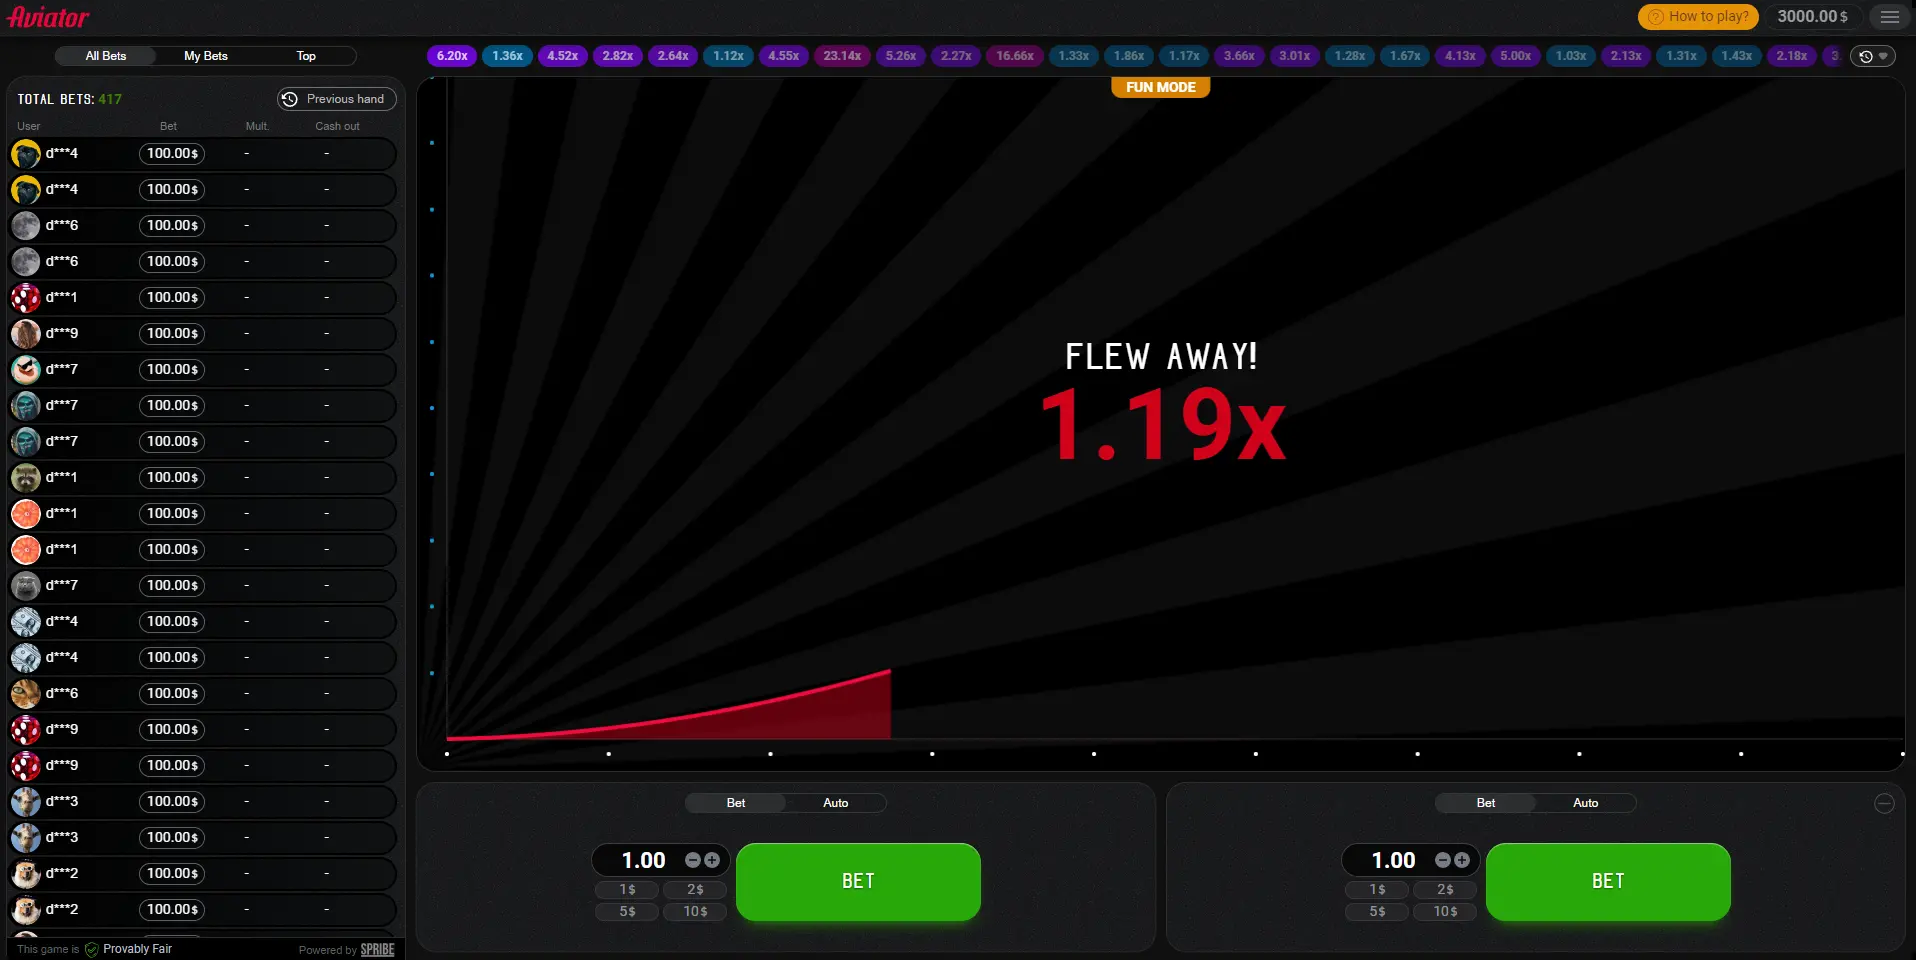 Aviator
How to play?
3000.00 $
All Bets My Bets Top
6.20x 1.36x 4.52x 2.82x 2.64x 1.12x 4.55x 23.14x 5.26x 2.27x 16.66x 1.33x 1.86x 1.17x 3.66x 3.01x 1.28x 1.67x 4.13x 5.00x 1.03x 2.13x 1.31x 1.43x 2.18x 3.
TOTAL BETS: 417
Previous hand
User Bet Mult. Cash out
d***4 100.00$ - -
d***4 100.00$ - -
d***6 100.00$ - -
d***6 100.00$ - -
d***1 100.00$ - -
d***9 100.00$ - -
d***7 100.00$ - -
d***7 100.00$ - -
d***7 100.00$ - -
d***1 100.00$ - -
d***1 100.00$ - -
d***1 100.00$ - -
d***7 100.00$ - -
d***4 100.00$ - -
d***4 100.00$ - -
d***6 100.00$ - -
d***9 100.00$ - -
d***9 100.00$ - -
d***3 100.00$ - -
d***3 100.00$ - -
d***2 100.00$ - -
d***2 100.00$ - -
This game is Provably Fair
Powered by SPRIBE
FUN MODE
FLEW AWAY!
1.19x
Bet Auto
1.00
1$ 2$
5$ 10$
BET
Bet Auto
1.00
1$ 2$
5$ 10$
BET